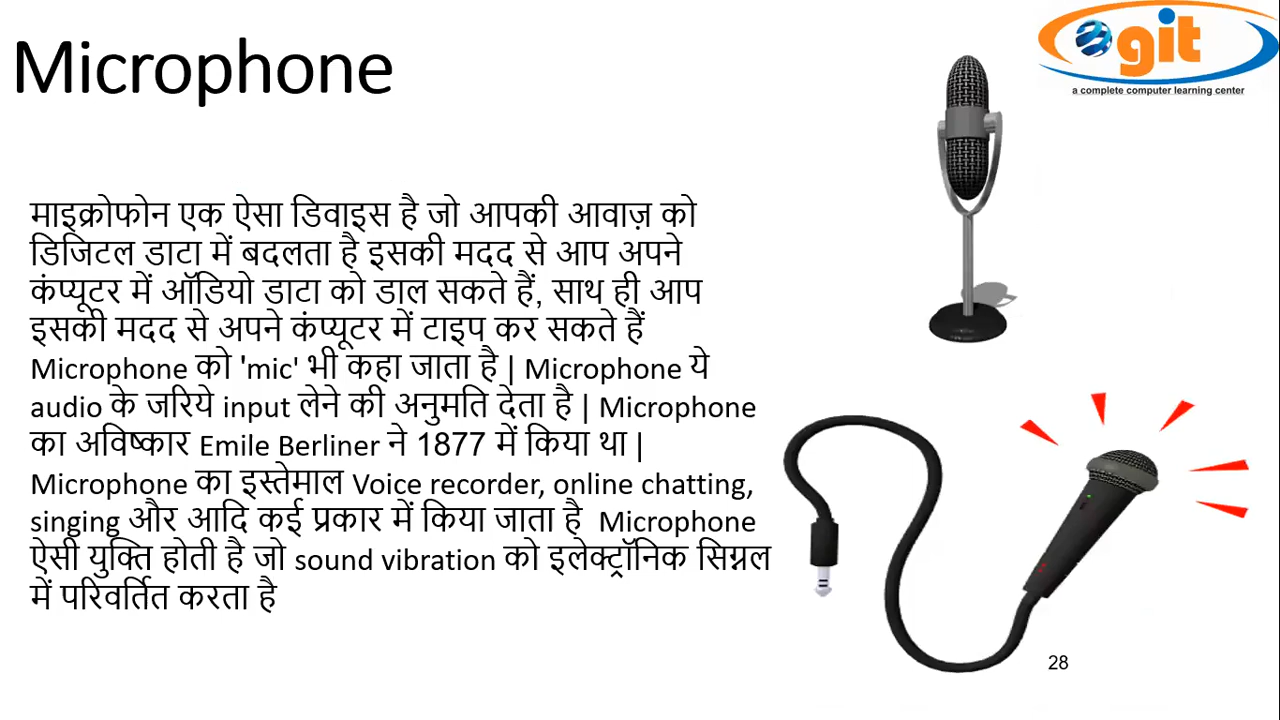 Microphone
egit
a complete computer learning center
माइक्रोफोन एक ऐसा डिवाइस है जो आपकी आवाज़ को
डिजिटल डाटा में बदलता है इसकी मदद से आप अपने
कंप्यूटर में ऑडियो डाटा को डाल सकते हैं, साथ ही आप
इसकी मदद से अपने कंप्यूटर में टाइप कर सकते हैं
Microphone को 'mic' भी कहा जाता है | Microphone ये
audio के जरिये input लेने की अनुमति देता है | Microphone
का अविष्कार Emile Berliner ने 1877 में किया था |
Microphone का इस्तेमाल Voice recorder, online chatting,
singing और आदि कई प्रकार में किया जाता है  Microphone
ऐसी युक्ति होती है जो sound vibration को इलेक्ट्रॉनिक सिग्नल
में परिवर्तित करता है
28